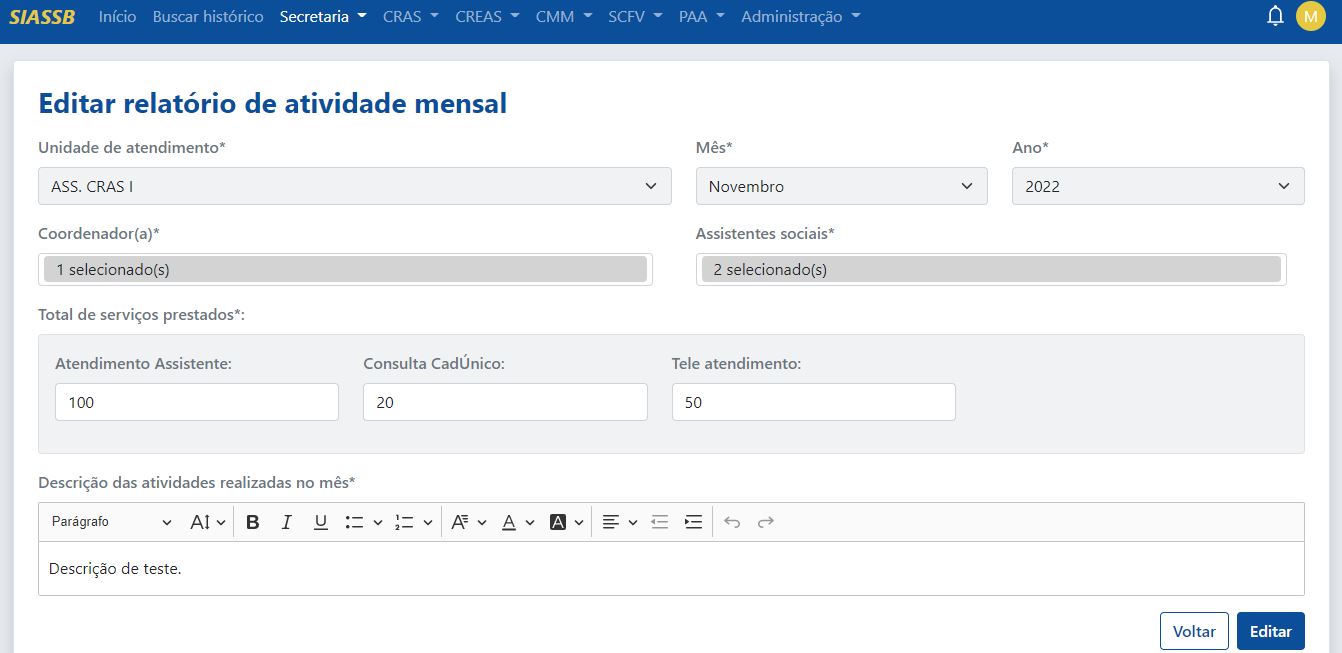 SIASSB Início Buscar histórico Secretaria CRAS CREAS CMM SCFV PAA Administração M
Editar relatório de atividade mensal
Unidade de atendimento* Mês* Ano*
ASS. CRAS I Novembro 2022
Coordenador(a)* Assistentes sociais*
1 selecionado(s) 2 selecionado(s)
Total de serviços prestados*:
Atendimento Assistente: Consulta CadÚnico: Tele atendimento:
100 20 50
Descrição das atividades realizadas no mês*
Parágrafo AI B I U A A A
Descrição de teste.
Voltar Editar